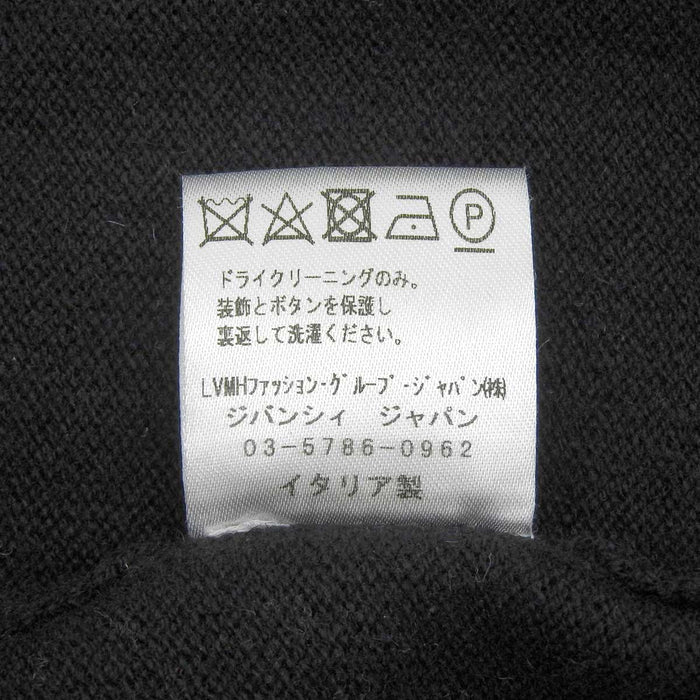 P
ドライクリーニングのみ。
装飾とボタンを保護し
裏返して洗濯ください。
LVMHファッション・グループ・ジャパン(株)
ジバンシィ ジャパン
03-5786-0962
イタリア製